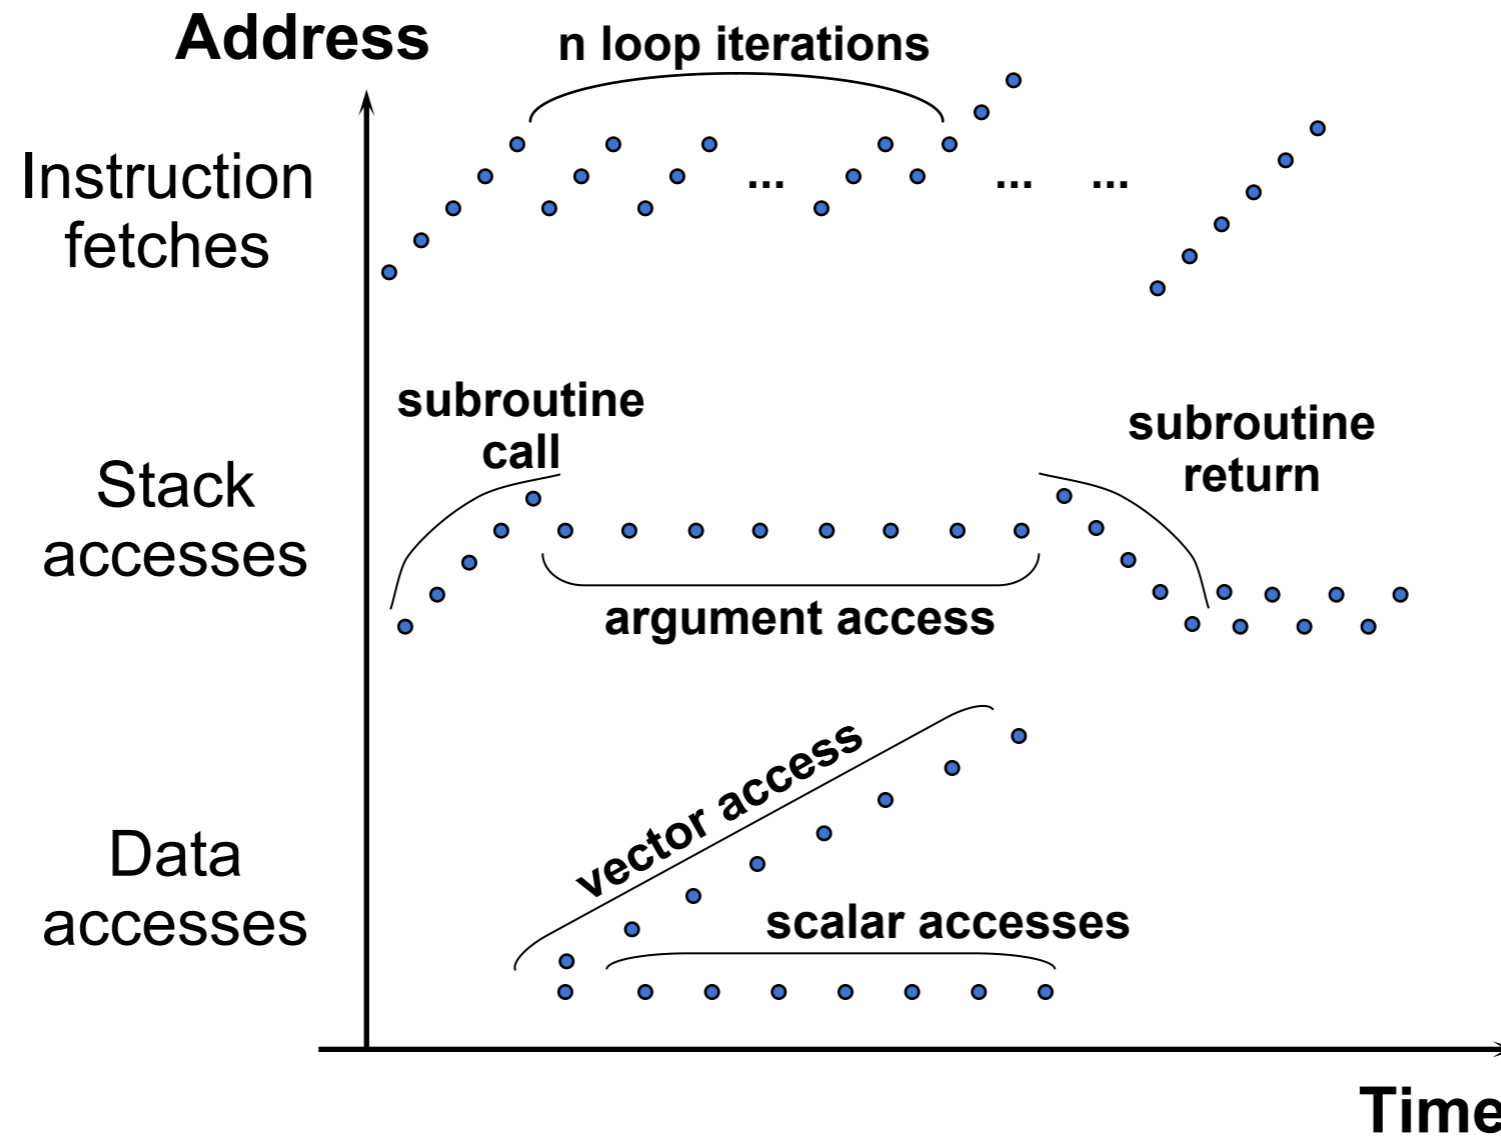 Address
n loop iterations
Instruction
fetches
...
...
...
subroutine
call
subroutine
return
Stack
accesses
argument access
vector access
Data
accesses
scalar accesses
Time